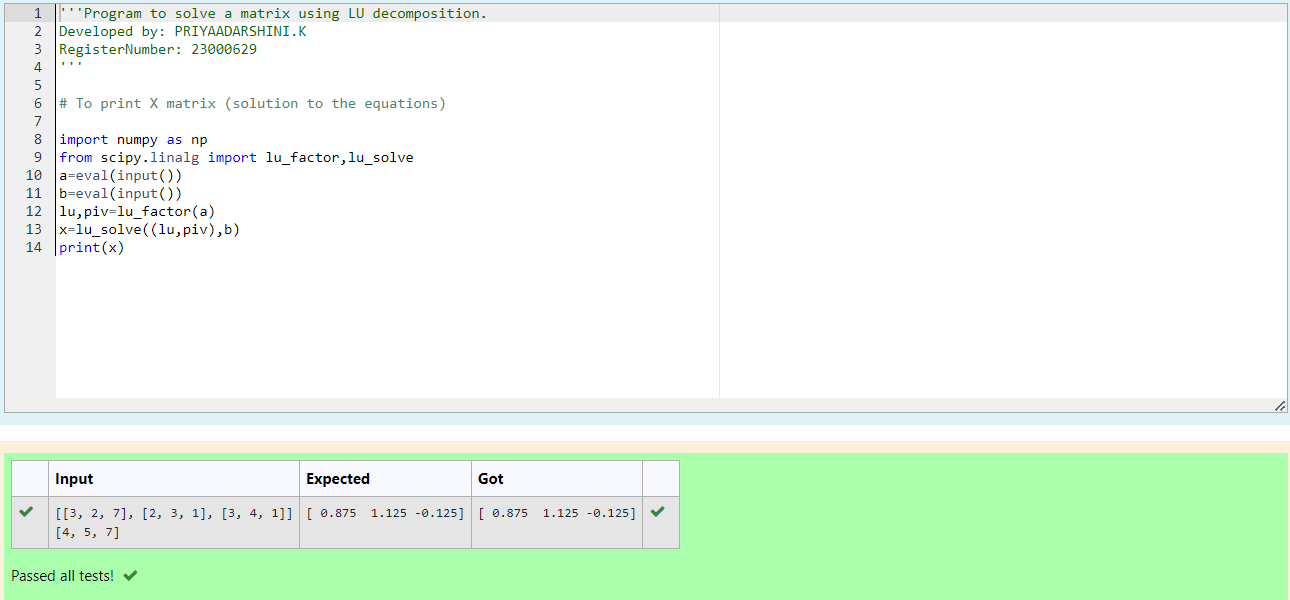 1 '''Program to solve a matrix using LU decomposition.
2 Developed by: PRIYAADARSHINI.K
3 RegisterNumber: 23000629
4 '''
5
6 # To print X matrix (solution to the equations)
7
8 import numpy as np
9 from scipy.linalg import lu_factor,lu_solve
10 a=eval(input())
11 b=eval(input())
12 lu,piv=lu_factor(a)
13 x=lu_solve((lu,piv),b)
14 print(x)
Input Expected Got
[[3, 2, 7], [2, 3, 1], [3, 4, 1]] [ 0.875  1.125 -0.125] [ 0.875  1.125 -0.125]
[4, 5, 7]
Passed all tests!